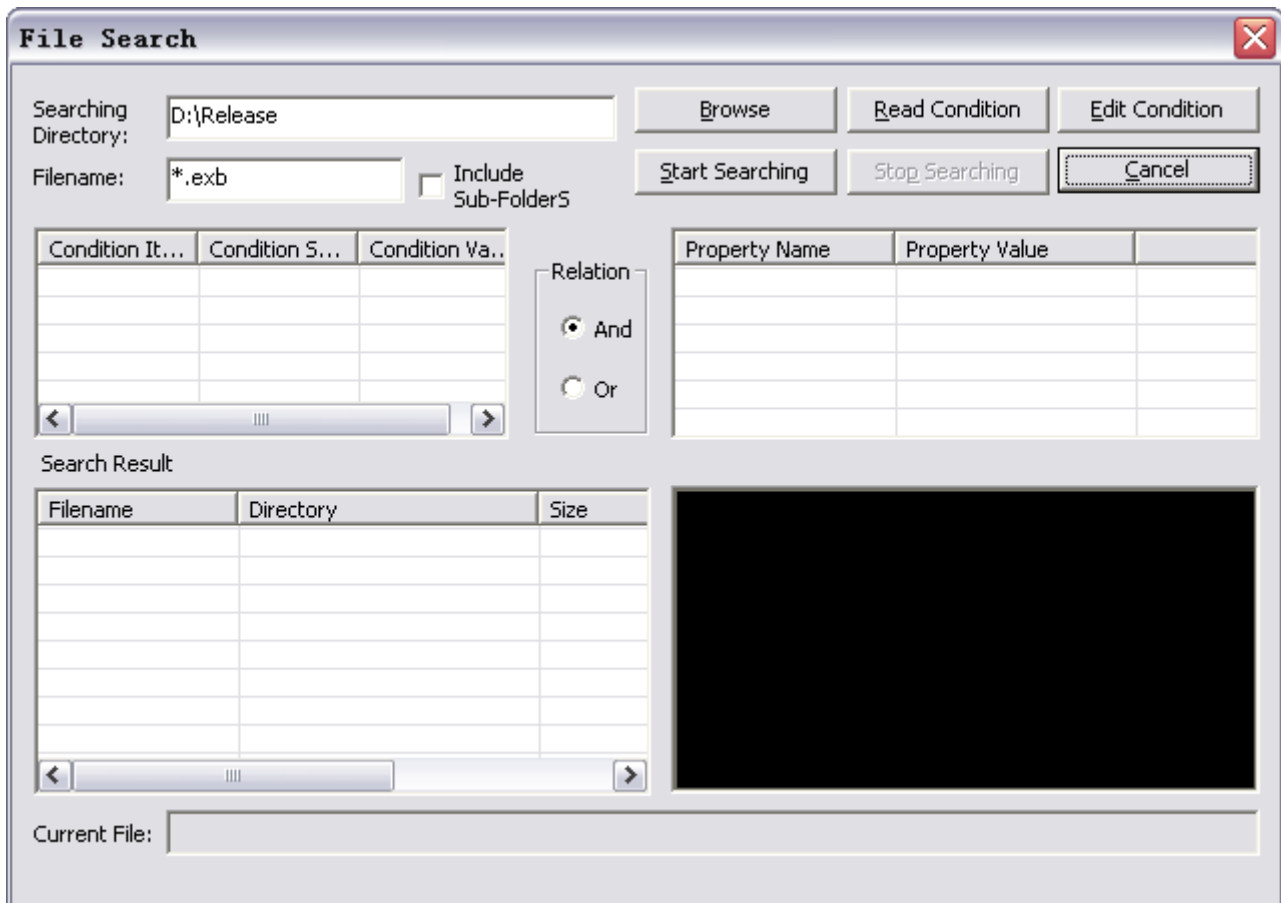 File Search
Searching
Directory:
D:\Release
Browse
Read Condition
Edit Condition
Filename:
*.exb
Include
Sub-FolderS
Start Searching
Stop Searching
Cancel
Condition It...
Condition S...
Condition Va..
Relation
And
Or
Property Name
Property Value
Search Result
Filename
Directory
Size
Current File: